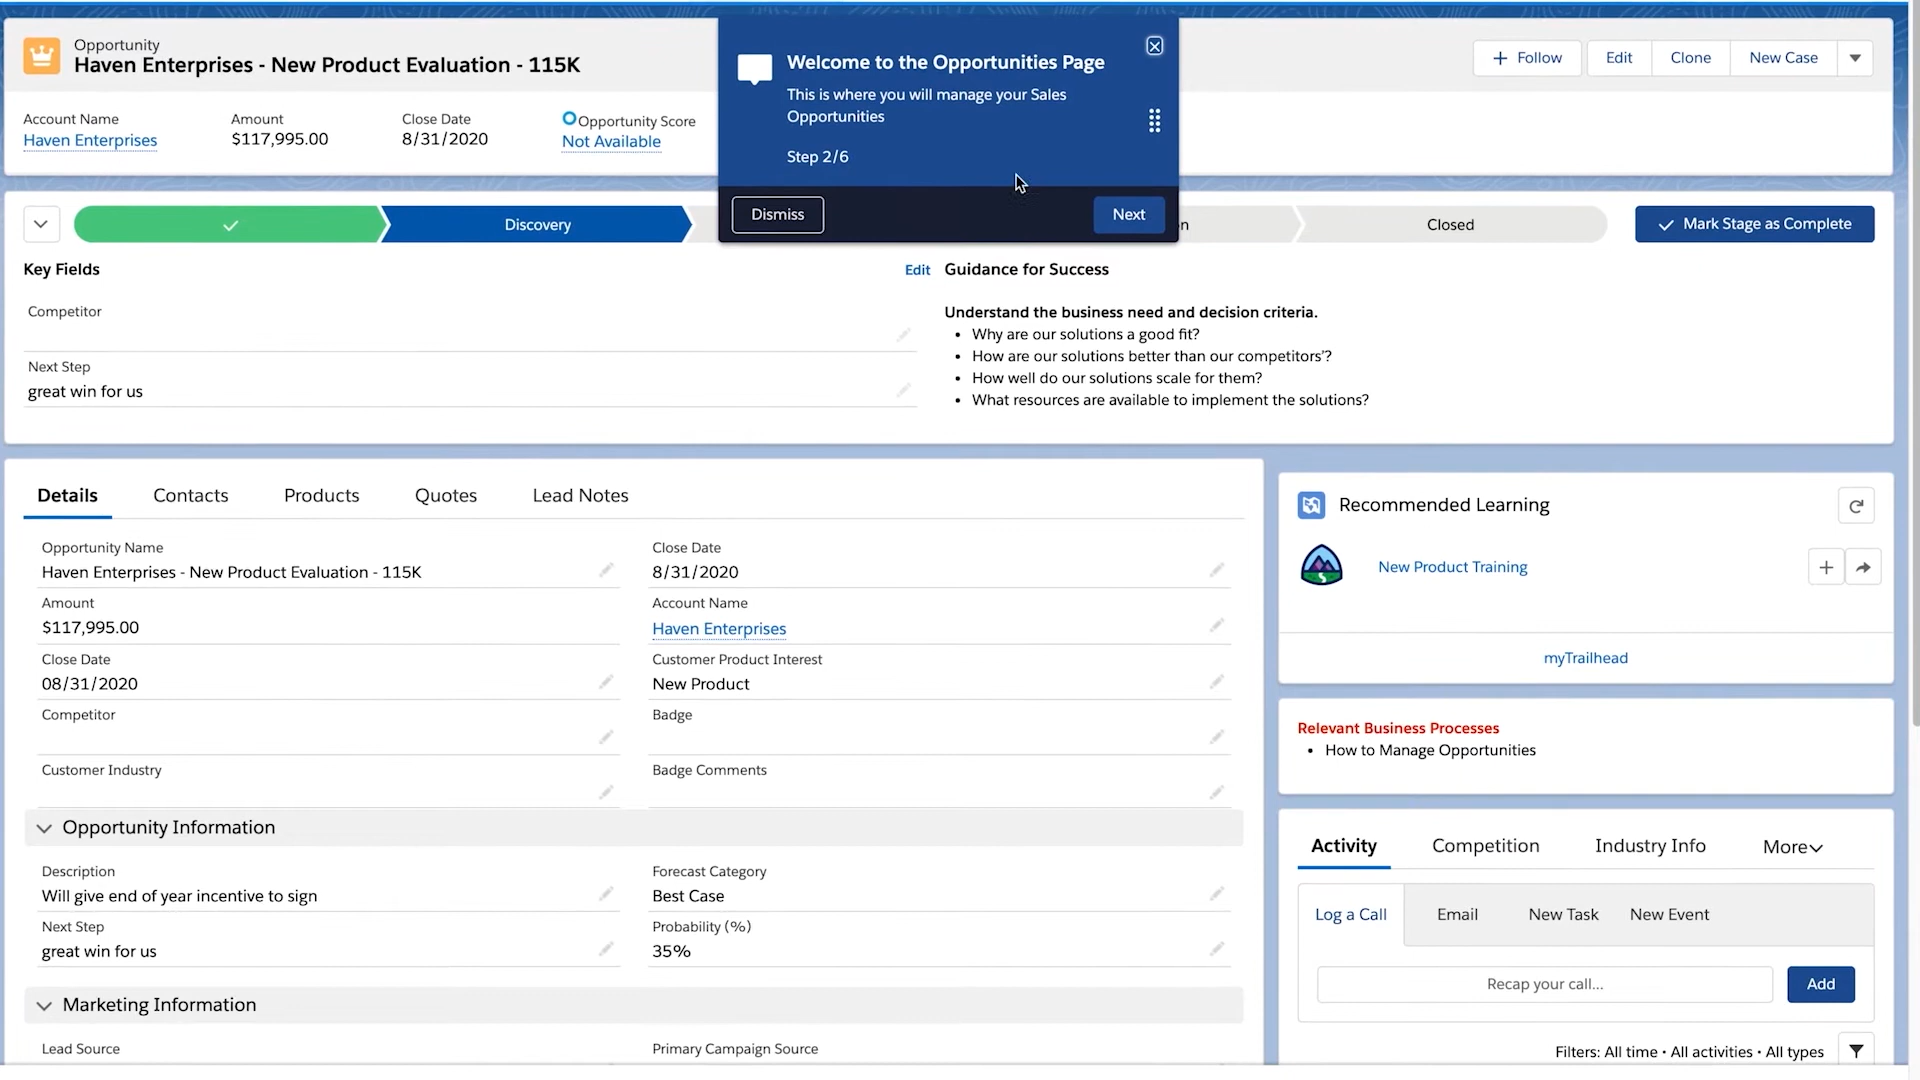 Opportunity
Haven Enterprises - New Product Evaluation - 115K
Welcome to the Opportunities Page
This is where you will manage your Sales
Opportunities
Step 2/6
Dismiss
Next
Follow
Edit
Clone
New Case
Account Name
Haven Enterprises
Amount
$117,995.00
Close Date
8/31/2020
Opportunity Score
Not Available
Discovery
n
Closed
Mark Stage as Complete
Key Fields
Edit
Competitor
Next Step
great win for us
Guidance for Success
Understand the business need and decision criteria.
• Why are our solutions a good fit?
• How are our solutions better than our competitors'?
• How well do our solutions scale for them?
• What resources are available to implement the solutions?
Details
Contacts
Products
Quotes
Lead Notes
Opportunity Name
Haven Enterprises - New Product Evaluation - 115K
Close Date
8/31/2020
Amount
$117,995.00
Account Name
Haven Enterprises
Close Date
08/31/2020
Customer Product Interest
New Product
Competitor
Badge
Customer Industry
Badge Comments
Opportunity Information
Description
Will give end of year incentive to sign
Forecast Category
Best Case
Next Step
great win for us
Probability (%)
35%
Marketing Information
Lead Source
Primary Campaign Source
Recommended Learning
New Product Training
myTrailhead
Relevant Business Processes
• How to Manage Opportunities
Activity
Competition
Industry Info
More
Log a Call
Email
New Task
New Event
Recap your call...
Add
Filters: All time • All activities • All types